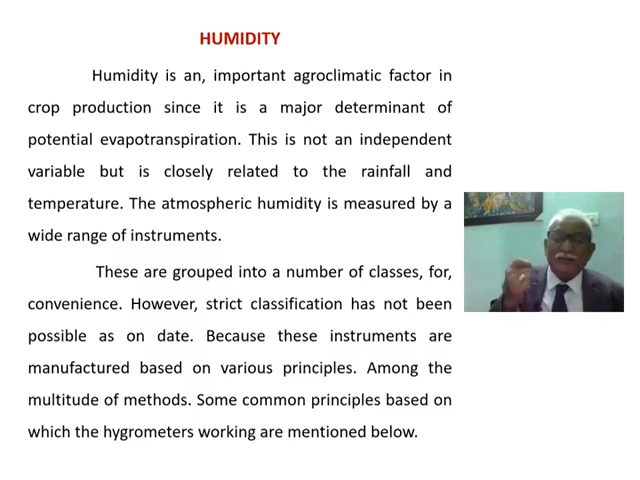 HUMIDITY
Humidity is an, important agroclimatic factor in
crop production since it is a major determinant of
potential evapotranspiration. This is not an independent
variable but is closely related to the rainfall and
temperature. The atmospheric humidity is measured by a
wide range of instruments.
These are grouped into a number of classes, for,
convenience. However, strict classification has not been
possible as on date. Because these instruments are
manufactured based on various principles. Among the
multitude of methods. Some common principles based on
which the hygrometers working are mentioned below.